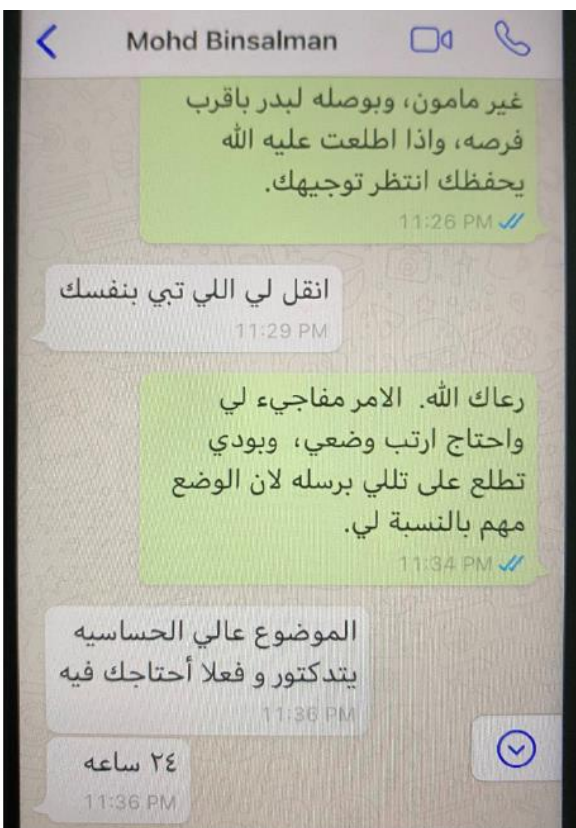 Mohd Binsalman
غير مامون، وبوصله لبدر باقرب
فرصه، واذا اطلعت عليه الله
يحفظك انتظر توجيهك.
11:26 PM
انقل لي اللي تبي بنفسك
11:29 PM
رعاك الله. الامر مفاجيء لي
واحتاج ارتب وضعي، وبودي
تطلع على تللي برسله لان الوضع
مهم بالنسبة لي.
11:34 PM
الموضوع عالي الحساسيه
يتدكتور و فعلا أحتاجك فيه
11:36 PM
٢٤ ساعه
11:36 PM